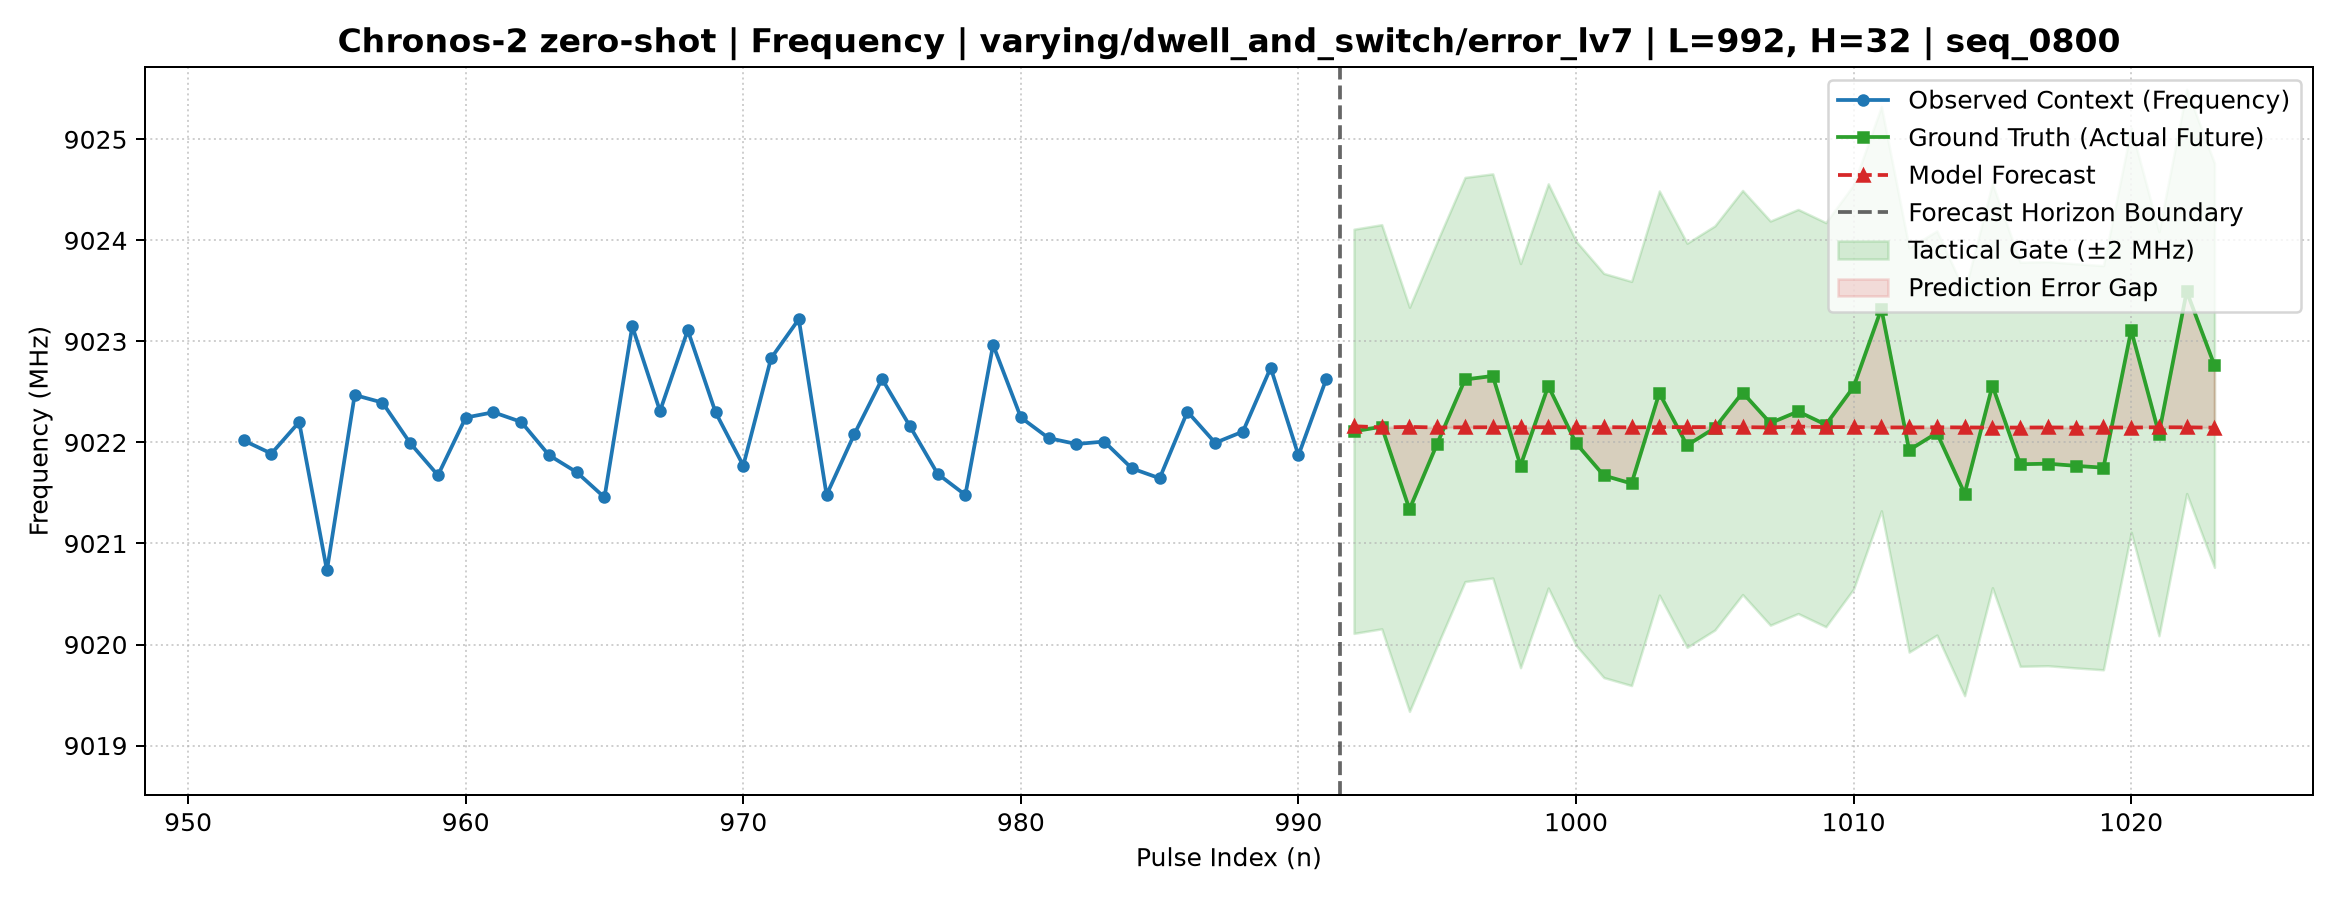 Chronos-2 zero-shot | Frequency | varying/dwell_and_switch/error_lv7 | L=992, H=32 | seq_0800
Observed Context (Frequency)
Ground Truth (Actual Future)
Model Forecast
Forecast Horizon Boundary
Tactical Gate (±2 MHz)
Prediction Error Gap
Frequency (MHz)
9025
9024
9023
9022
9021
9020
9019
950
960
970
980
990
1000
1010
1020
Pulse Index (n)